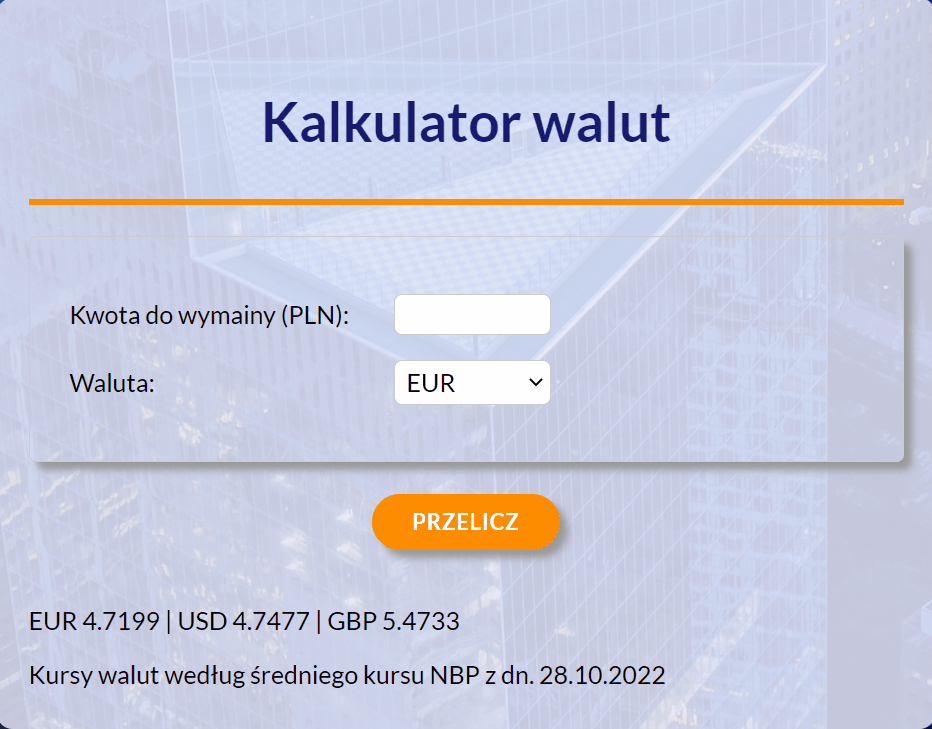 Kalkulator walut
Kwota do wymainy (PLN):
Waluta:
EUR
PRZELICZ
EUR 4.7199 | USD 4.7477 | GBP 5.4733
Kursy walut według średniego kursu NBP z dn. 28.10.2022